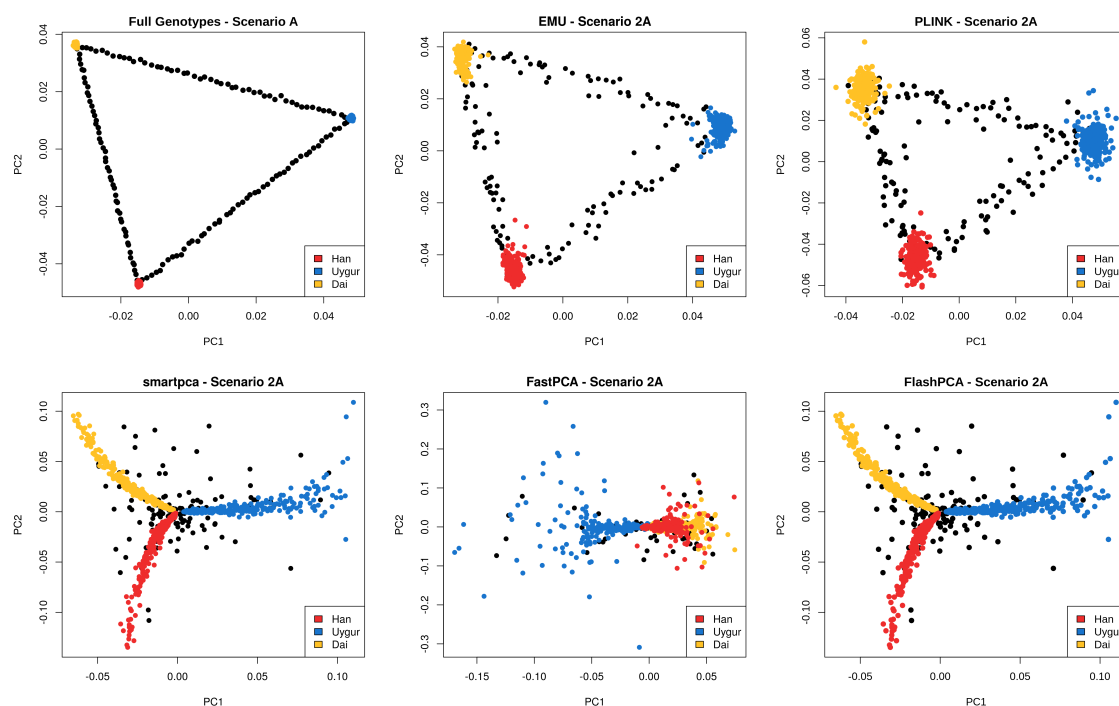 Full Genotypes - Scenario A
PC2
0.04
0.02
0.00
-0.02
-0.04
-0.02
0.00
0.02
0.04
PC1
Han
Uygur
Dai
EMU - Scenario 2A
PC2
0.04
0.02
0.00
-0.02
-0.04
-0.02
0.00
0.02
0.04
PC1
Han
Uygur
Dai
PLINK - Scenario 2A
PC2
0.06
0.04
0.02
0.00
-0.02
-0.04
-0.06
-0.04
-0.02
0.00
0.02
0.04
PC1
Han
Uygu
Dai
smartpca - Scenario 2A
PC2
0.10
0.05
0.00
-0.05
-0.10
-0.05
0.00
0.05
0.10
PC1
Han
Uygur
Dai
FastPCA - Scenario 2A
PC2
0.3
0.2
0.1
0.0
-0.1
-0.2
-0.3
-0.15
-0.10
-0.05
0.00
0.05
PC1
Han
Uygur
Dai
FlashPCA - Scenario 2A
PC2
0.10
0.05
0.00
-0.05
-0.10
-0.05
0.00
0.05
0.10
PC1
Han
Uygu
Dai